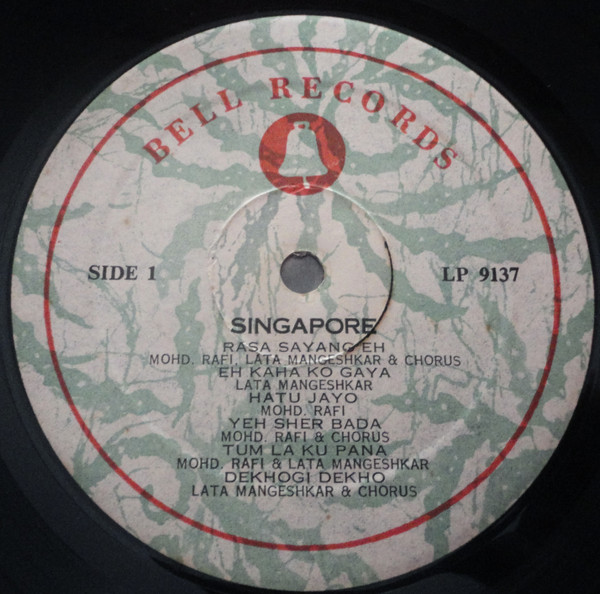 BELL RECORDS
SIDE 1
LP 9137
SINGAPORE
RASA SAYANG EH
MOHD. RAFI, LATA MANGESHKAR & CHORUS
EH KAHA KO GAYA
LATA MANGESHKAR
HATU JAYO
MOHD. RAFI
YEH SHER BADA
MOHD. RAFI & CHORUS
TUM LA KU PANA
MOHD. RAFI & LATA MANGESHKAR
DEKHOGI DEKHO
LATA MANGESHKAR & CHORUS